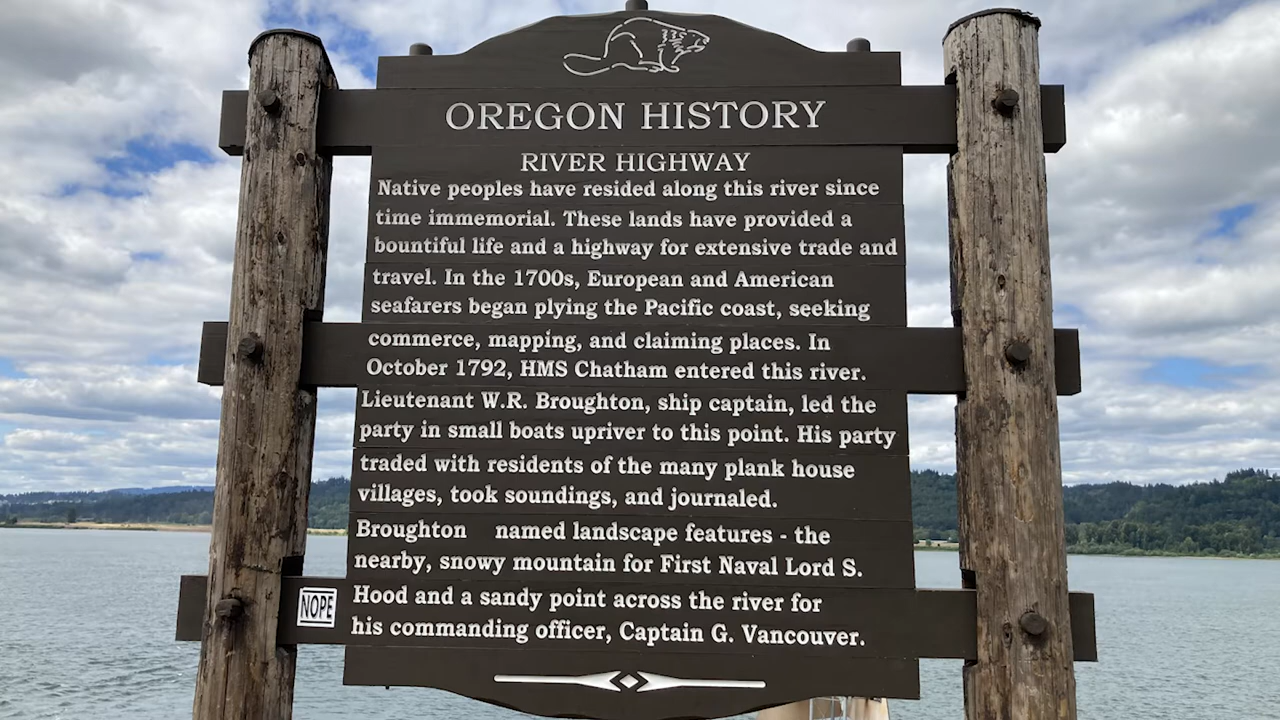 OREGON HISTORY
RIVER HIGHWAY
Native peoples have resided along this river since
time immemorial. These lands have provided a
bountiful life and a highway for extensive trade and
travel. In the 1700s, European and American
seafarers began plying the Pacific coast, seeking
commerce, mapping, and claiming places. In
October 1792, HMS Chatham entered this river.
Lieutenant W.R. Broughton, ship captain, led the
party in small boats upriver to this point. His party
traded with residents of the many plank house
villages, took soundings, and journaled.
Broughton named landscape features - the
nearby, snowy mountain for First Naval Lord S.
Hood and a sandy point across the river for
his commanding officer, Captain G. Vancouver.
NOPE